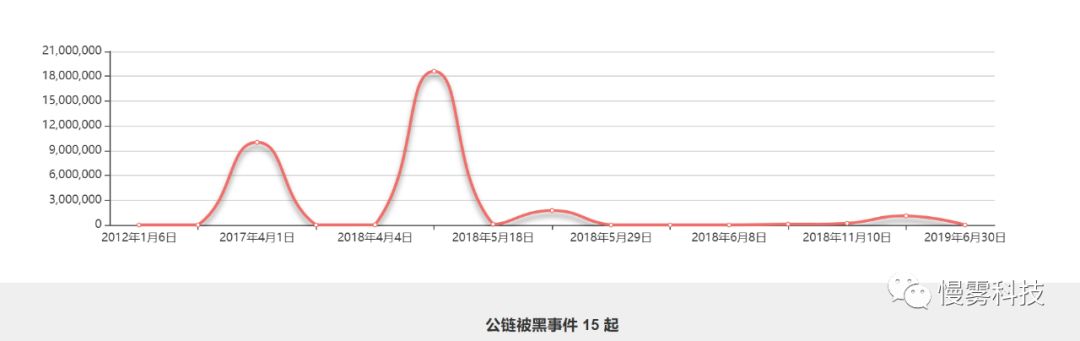 21,000,000
18,000,000
15,000,000
12,000,000
9,000,000
6,000,000
3,000,000
0
2012年1月6日 2017年4月1日 2018年4月4日 2018年5月18日 2018年5月29日 2018年6月8日 2018年11月10日 2019年6月30日
慢雾科技
公链被黑事件 15 起